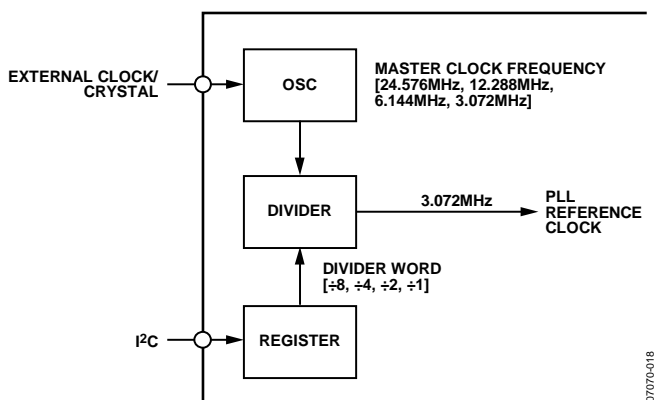 EXTERNAL CLOCK/
CRYSTAL
OSC
MASTER CLOCK FREQUENCY
[24.576MHz, 12.288MHz,
6.144MHz, 3.072MHz]
DIVIDER
3.072MHz
PLL
REFERENCE
CLOCK
DIVIDER WORD
[÷8, ÷4, ÷2, ÷1]
I²C
REGISTER
07070-018